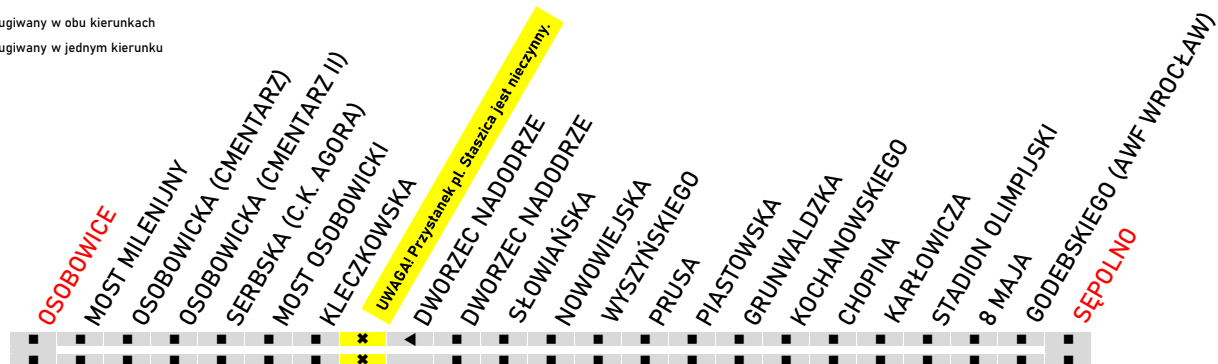 ugiwany w obu kierunkach
ugiwany w jednym kierunku
OSOBOWICE
MOST MILENIJNY
OSOBOWICKA (CMENTARZ)
OSOBOWICKA (CMENTARZ II)
SERBSKA (C.K. AGORA)
MOST OSOBOWICKI
KLECZKOWSKA
UWAGA! Przystanek pl. Staszica jest nieczynny.
DWORZEC NADODRZE
DWORZEC NADODRZE
SŁOWIAŃSKA
NOWOWIEJSKA
WYSZYŃSKIEGO
PRUSA
PIASTOWSKA
GRUNWALDZKA
KOCHANOWSKIEGO
CHOPINA
KARŁOWICZA
STADION OLIMPIJSKI
8 MAJA
GODEBSKIEGO (AWF WROCŁAW)
SĘPOLNO